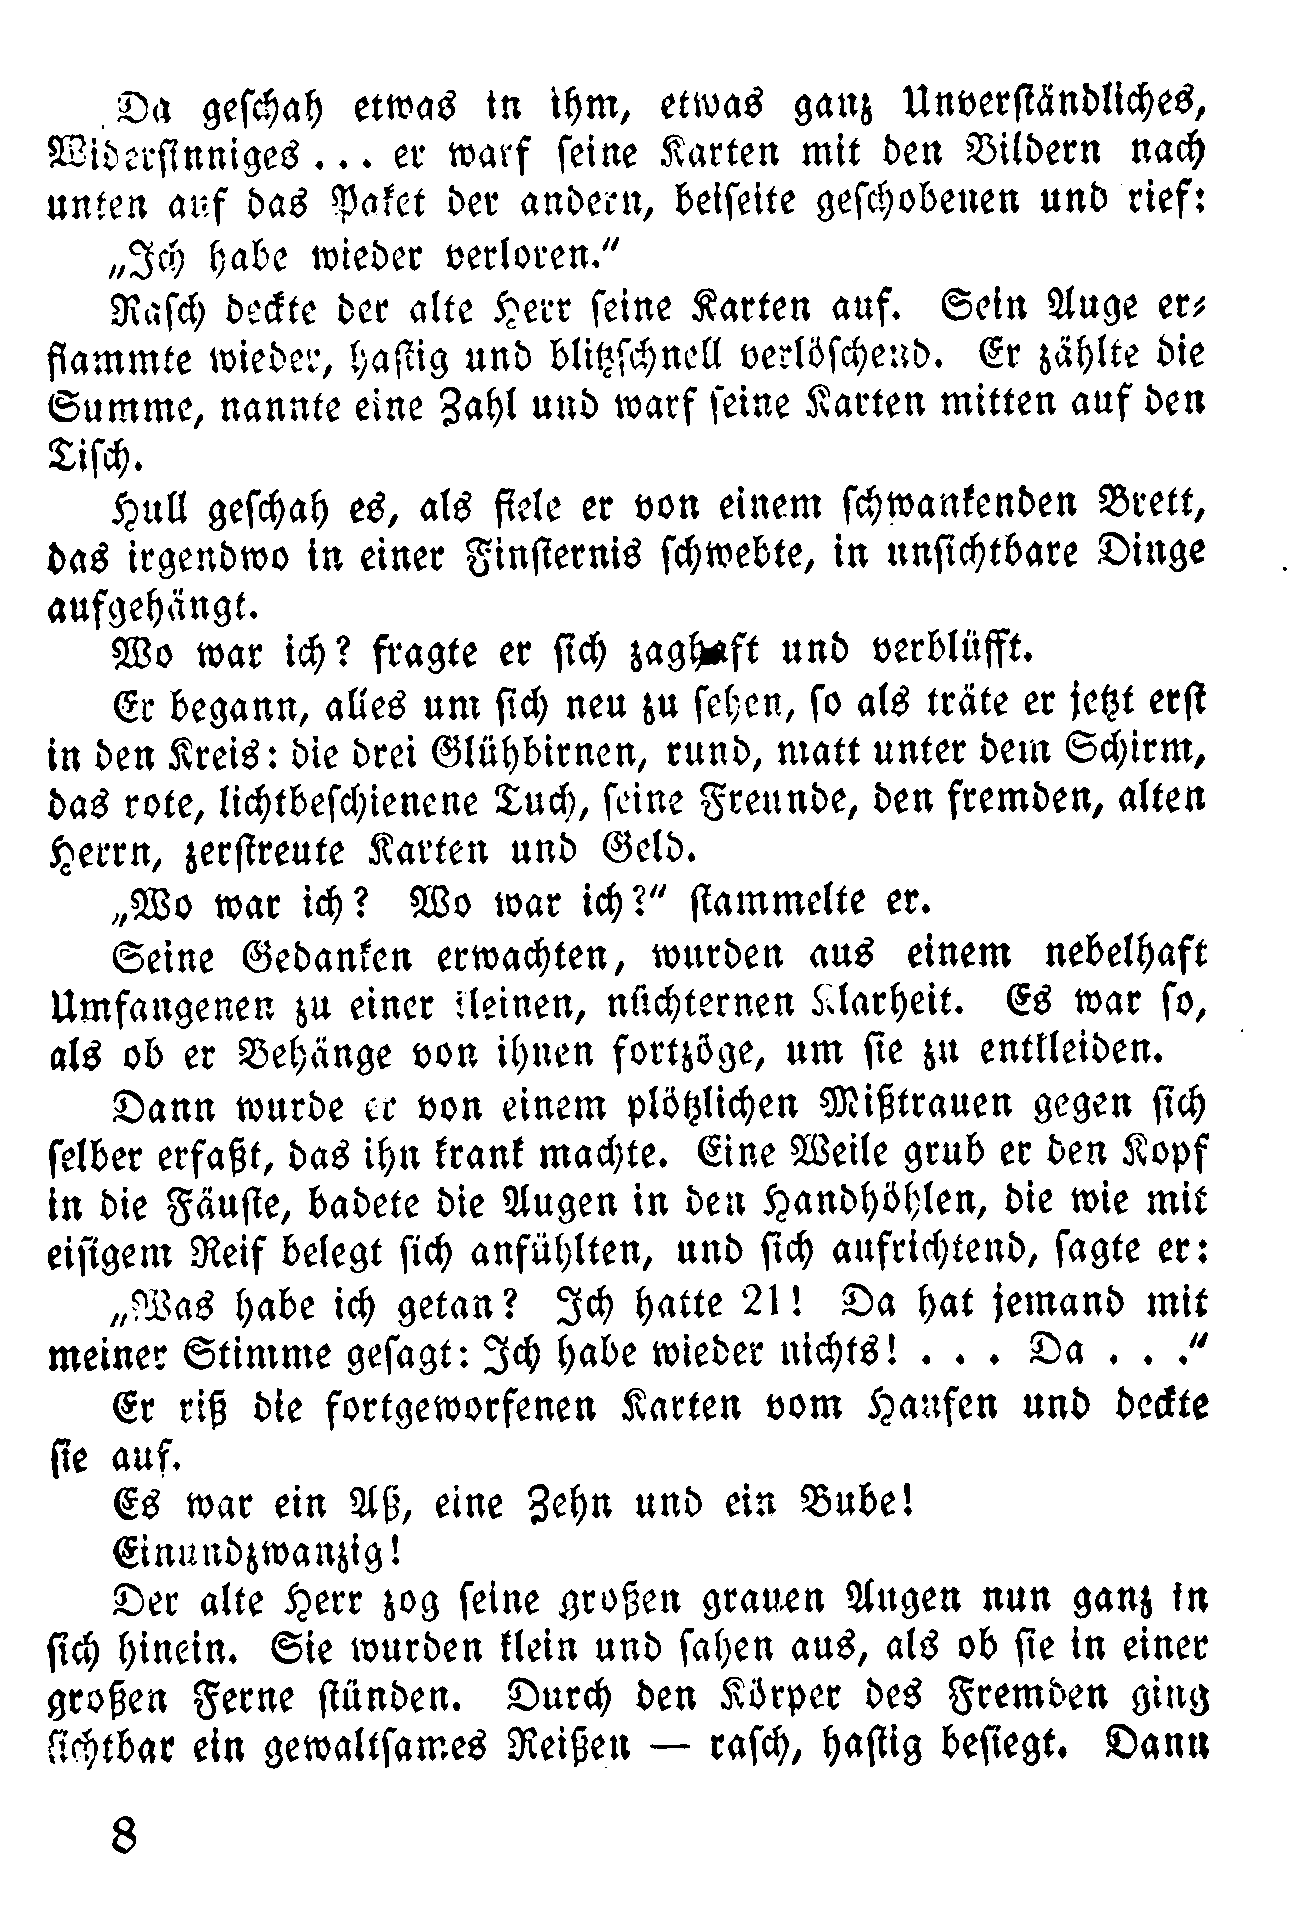 Da geschah etwas in ihm, etwas ganz Unverständliches,
Widersinniges... er warf seine Karten mit den Bildern nach
unten auf das Paket der andern, beiseite geschobenen und rief:
„Ich habe wieder verloren.“
Rasch deckte der alte Herr seine Karten auf. Sein Auge er-
flammte wieder, hastig und blitzschnell verlöschend. Er zählte die
Summe, nannte eine Zahl und warf seine Karten mitten auf den
Tisch.
Hull geschah es, als fiele er von einem schwankenden Brett,
das irgendwo in einer Finsternis schwebte, in unsichtbare Dinge
aufgehängt.
Wo war ich? fragte er sich zaghaft und verblüfft.
Er begann, alles um sich neu zu sehen, so als träte er jetzt erst
in den Kreis: die drei Glühbirnen, rund, matt unter dem Schirm,
das rote, lichtbeschienene Tuch, seine Freunde, den fremden, alten
Herrn, zerstreute Karten und Geld.
„Wo war ich? Wo war ich?“ stammelte er.
Seine Gedanken erwachten, wurden aus einem nebelhaft
Umfangenen zu einer kleinen, nüchternen Klarheit. Es war so,
als ob er Behänge von ihnen fortzöge, um sie zu entkleiden.
Dann wurde er von einem plötzlichen Mißtrauen gegen sich
selber erfaßt, das ihn krank machte. Eine Weile grub er den Kopf
in die Fäuste, badete die Augen in den Handhöhlen, die wie mit
eisigem Reif belegt sich anfühlten, und sich aufrichtend, sagte er:
„Was habe ich getan? Ich hatte 21! Da hat jemand mit
meiner Stimme gesagt: Ich habe wieder nichts! . . . Da . . .“
Er riß die fortgeworfenen Karten vom Haufen und deckte
sie auf.
Es war ein Aß, eine Zehn und ein Bube!
Einundzwanzig!
Der alte Herr zog seine großen grauen Augen nun ganz in
sich hinein. Sie wurden klein und sahen aus, als ob sie in einer
großen Ferne stünden. Durch den Körper des Fremden ging
sichtbar ein gewaltsames Reißen — rasch, hastig besiegt. Dann
8